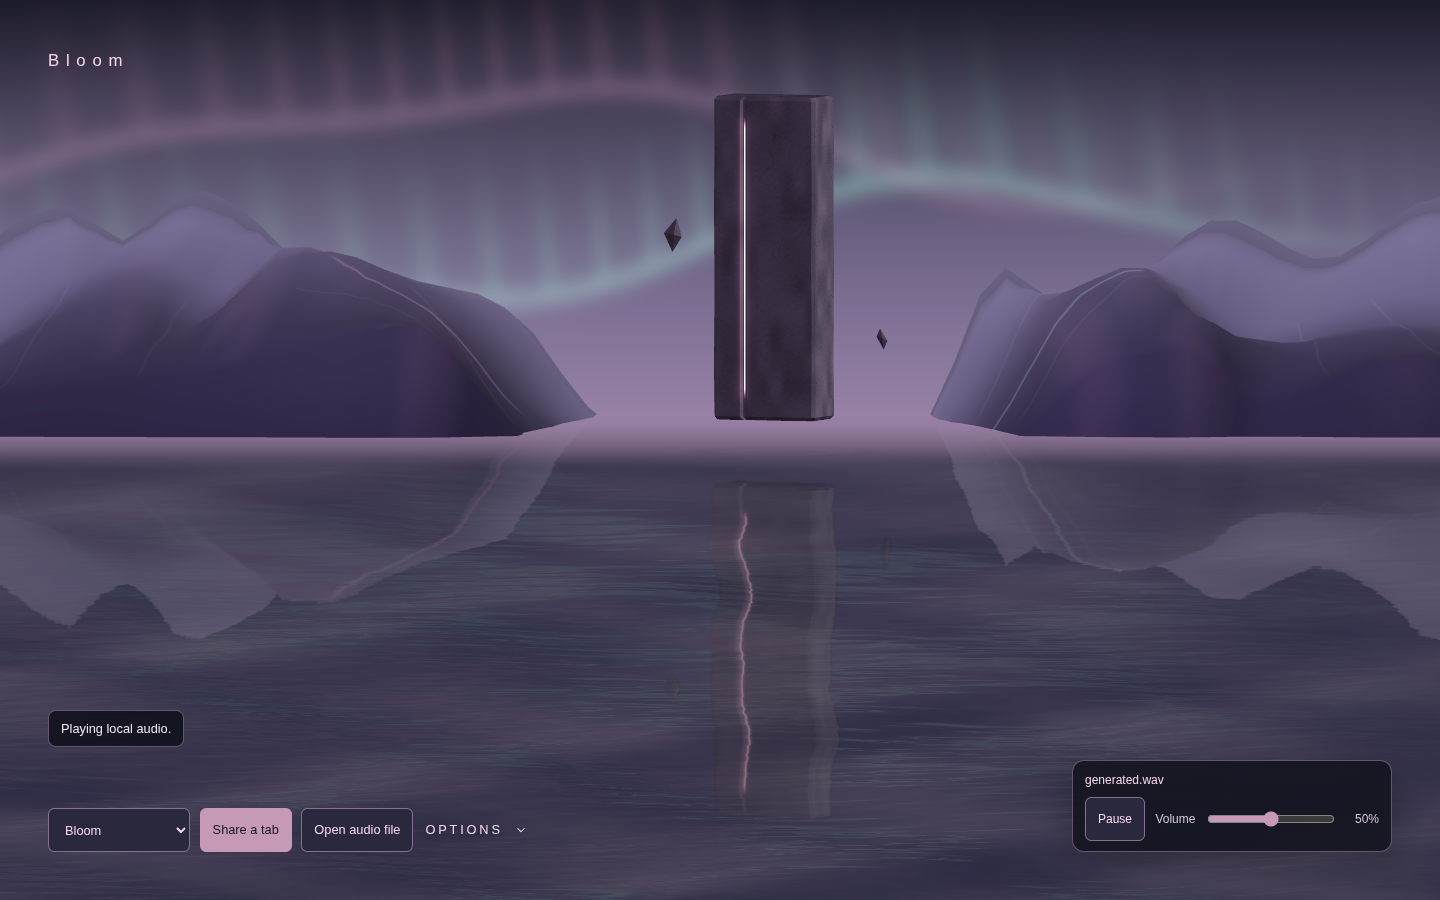 Bloom
Playing local audio.
Bloom
Share a tab
Open audio file
OPTIONS
generated.wav
Pause
Volume
50%